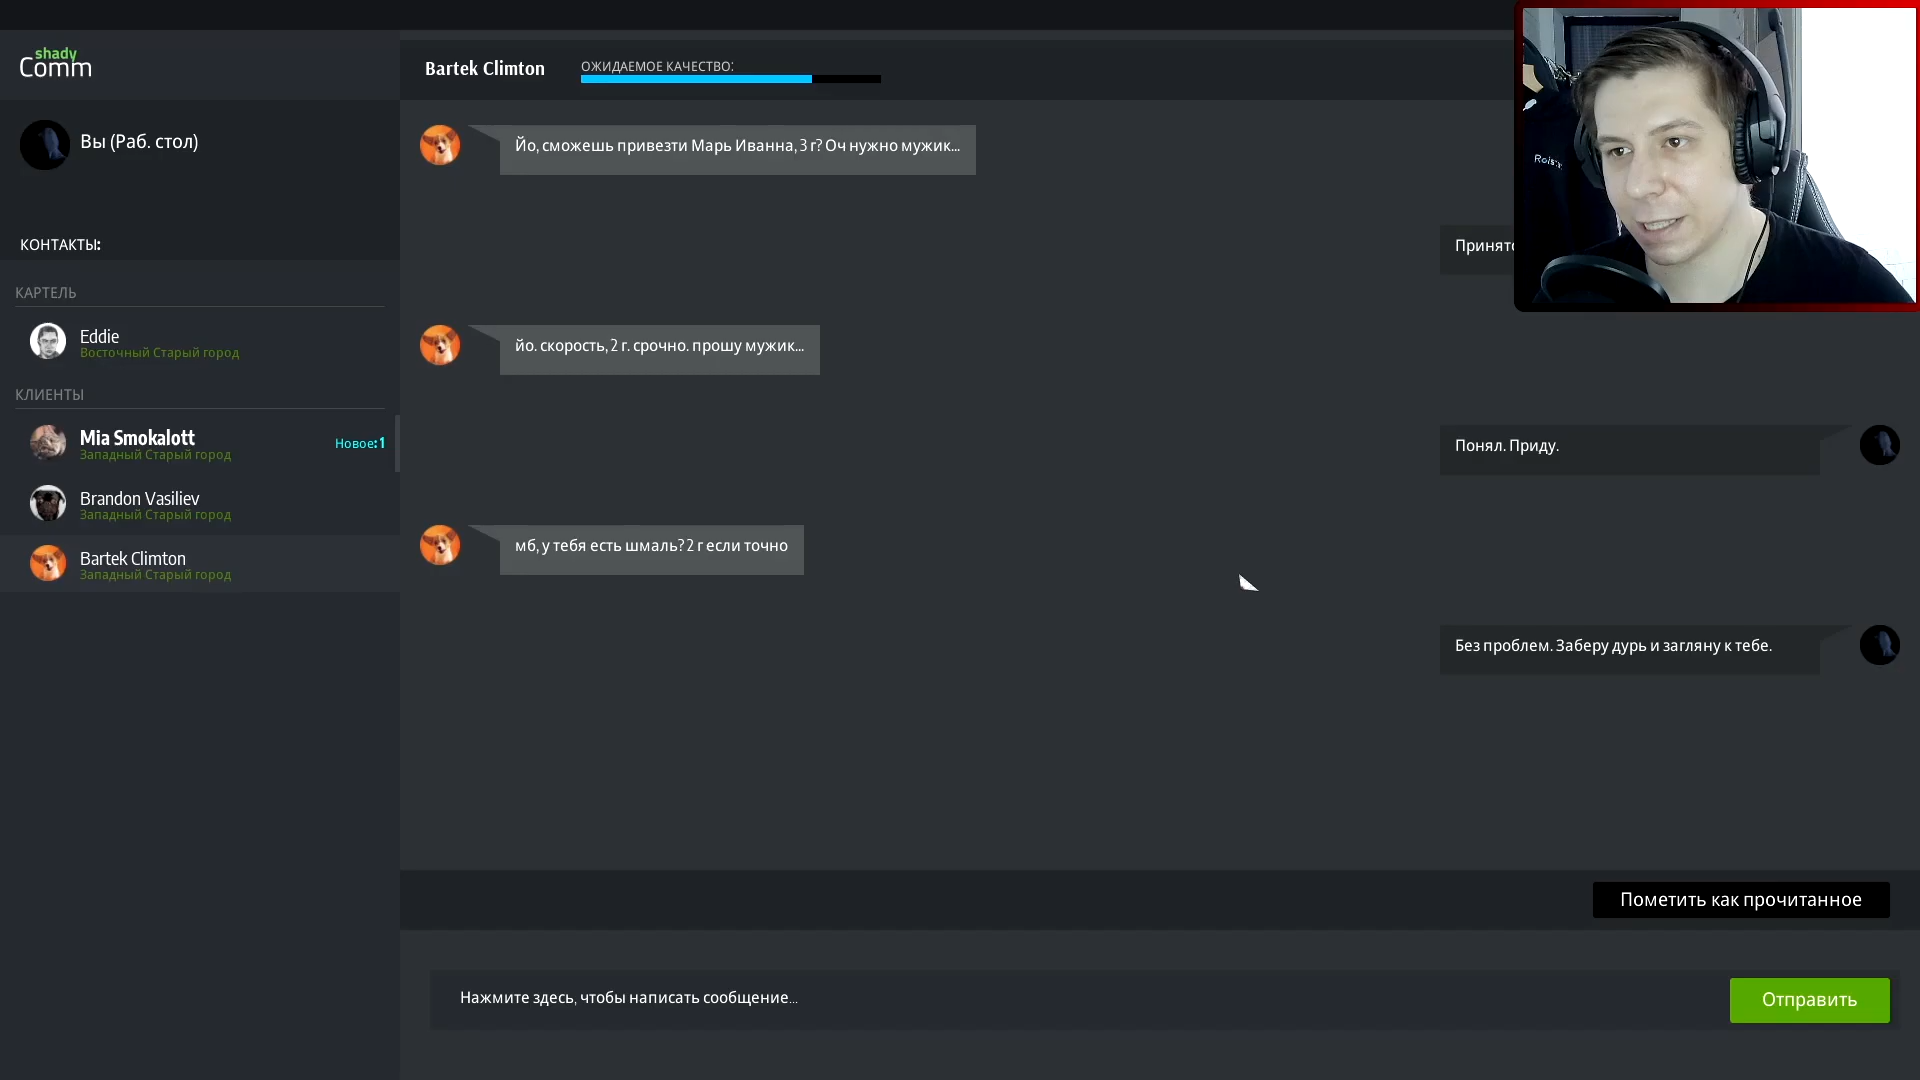 shady
Comm
Вы (Раб. стол)
КОНТАКТЫ:
КАРТЕЛЬ
Eddie
Восточный Старый город
КЛИЕНТЫ
Mia Smokalott
Западный Старый город
Новое:1
Brandon Vasiliev
Западный Старый город
Bartek Climton
Западный Старый город
Bartek Climton
ОЖИДАЕМОЕ КАЧЕСТВО:
Йо, сможешь привезти Марь Иванна, 3 г? Оч нужно мужик...
йо. скорость, 2 г. срочно. прошу мужик...
Понял. Приду.
мб, у тебя есть шмаль? 2 г если точно
Без проблем. Заберу дурь и загляну к тебе.
Пометить как прочитанное
Нажмите здесь, чтобы написать сообщение...
Отправить